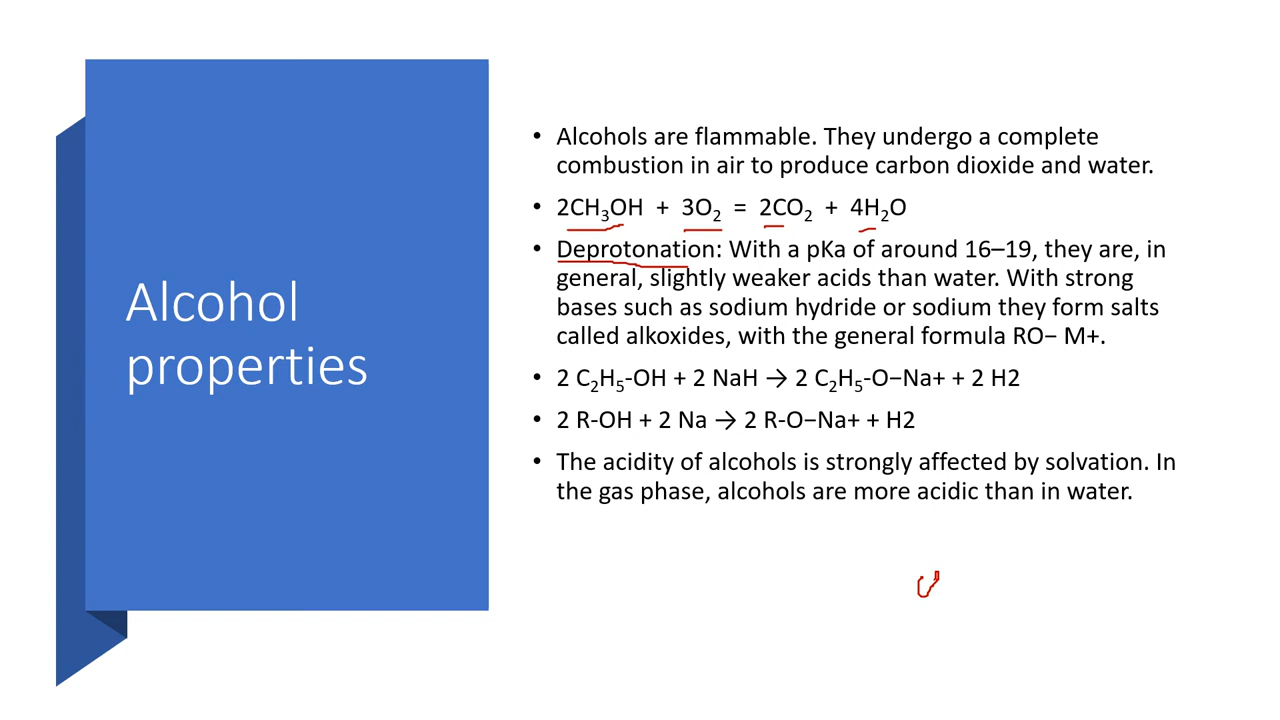 Alcohol
properties
• Alcohols are flammable. They undergo a complete
combustion in air to produce carbon dioxide and water.
• 2CH₃OH + 3O₂ = 2CO₂ + 4H₂O
• Deprotonation: With a pKa of around 16–19, they are, in
general, slightly weaker acids than water. With strong
bases such as sodium hydride or sodium they form salts
called alkoxides, with the general formula RO− M+.
• 2 C₂H₅-OH + 2 NaH → 2 C₂H₅-O−Na+ + 2 H2
• 2 R-OH + 2 Na → 2 R-O−Na+ + H2
• The acidity of alcohols is strongly affected by solvation. In
the gas phase, alcohols are more acidic than in water.